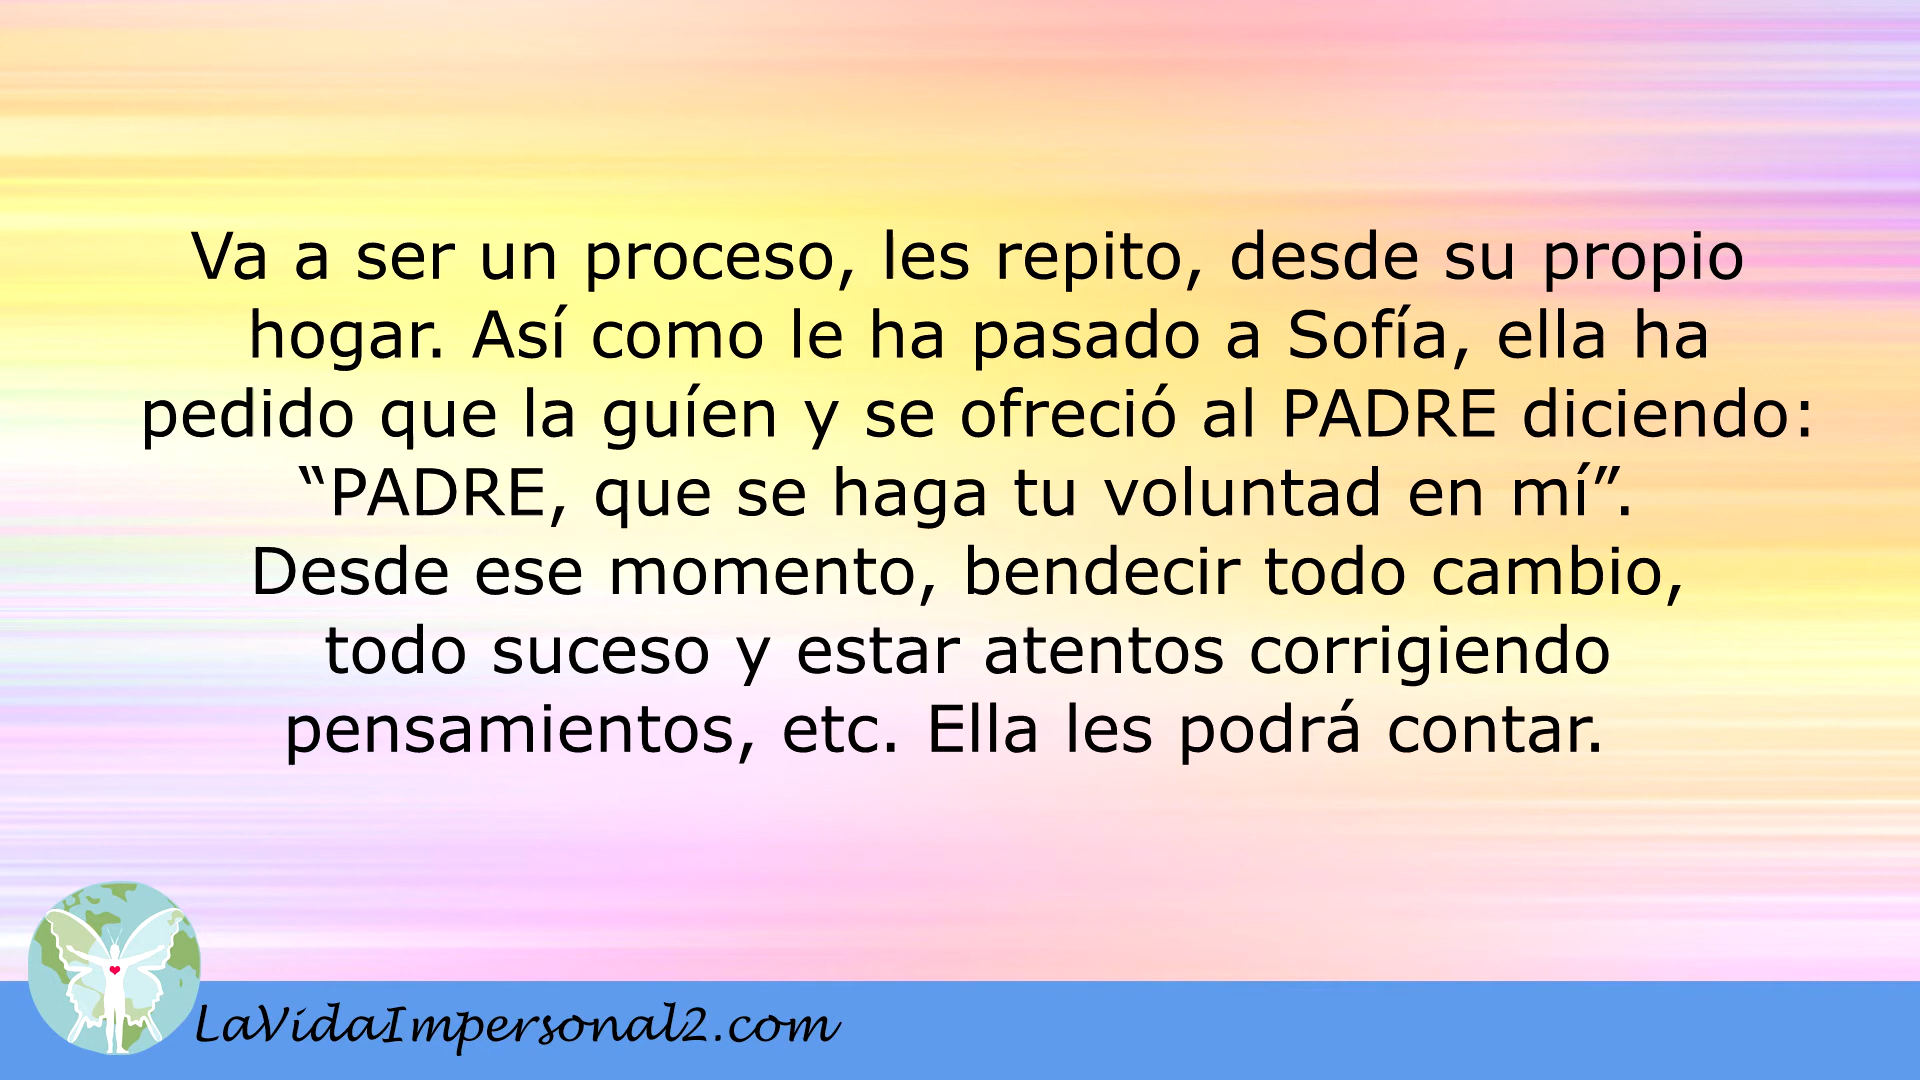 Va a ser un proceso, les repito, desde su propio
hogar. Así como le ha pasado a Sofía, ella ha
pedido que la guíen y se ofreció al PADRE diciendo:
“PADRE, que se haga tu voluntad en mí”.
Desde ese momento, bendecir todo cambio,
todo suceso y estar atentos corrigiendo
pensamientos, etc. Ella les podrá contar.
LaVidaImpersonal2.com